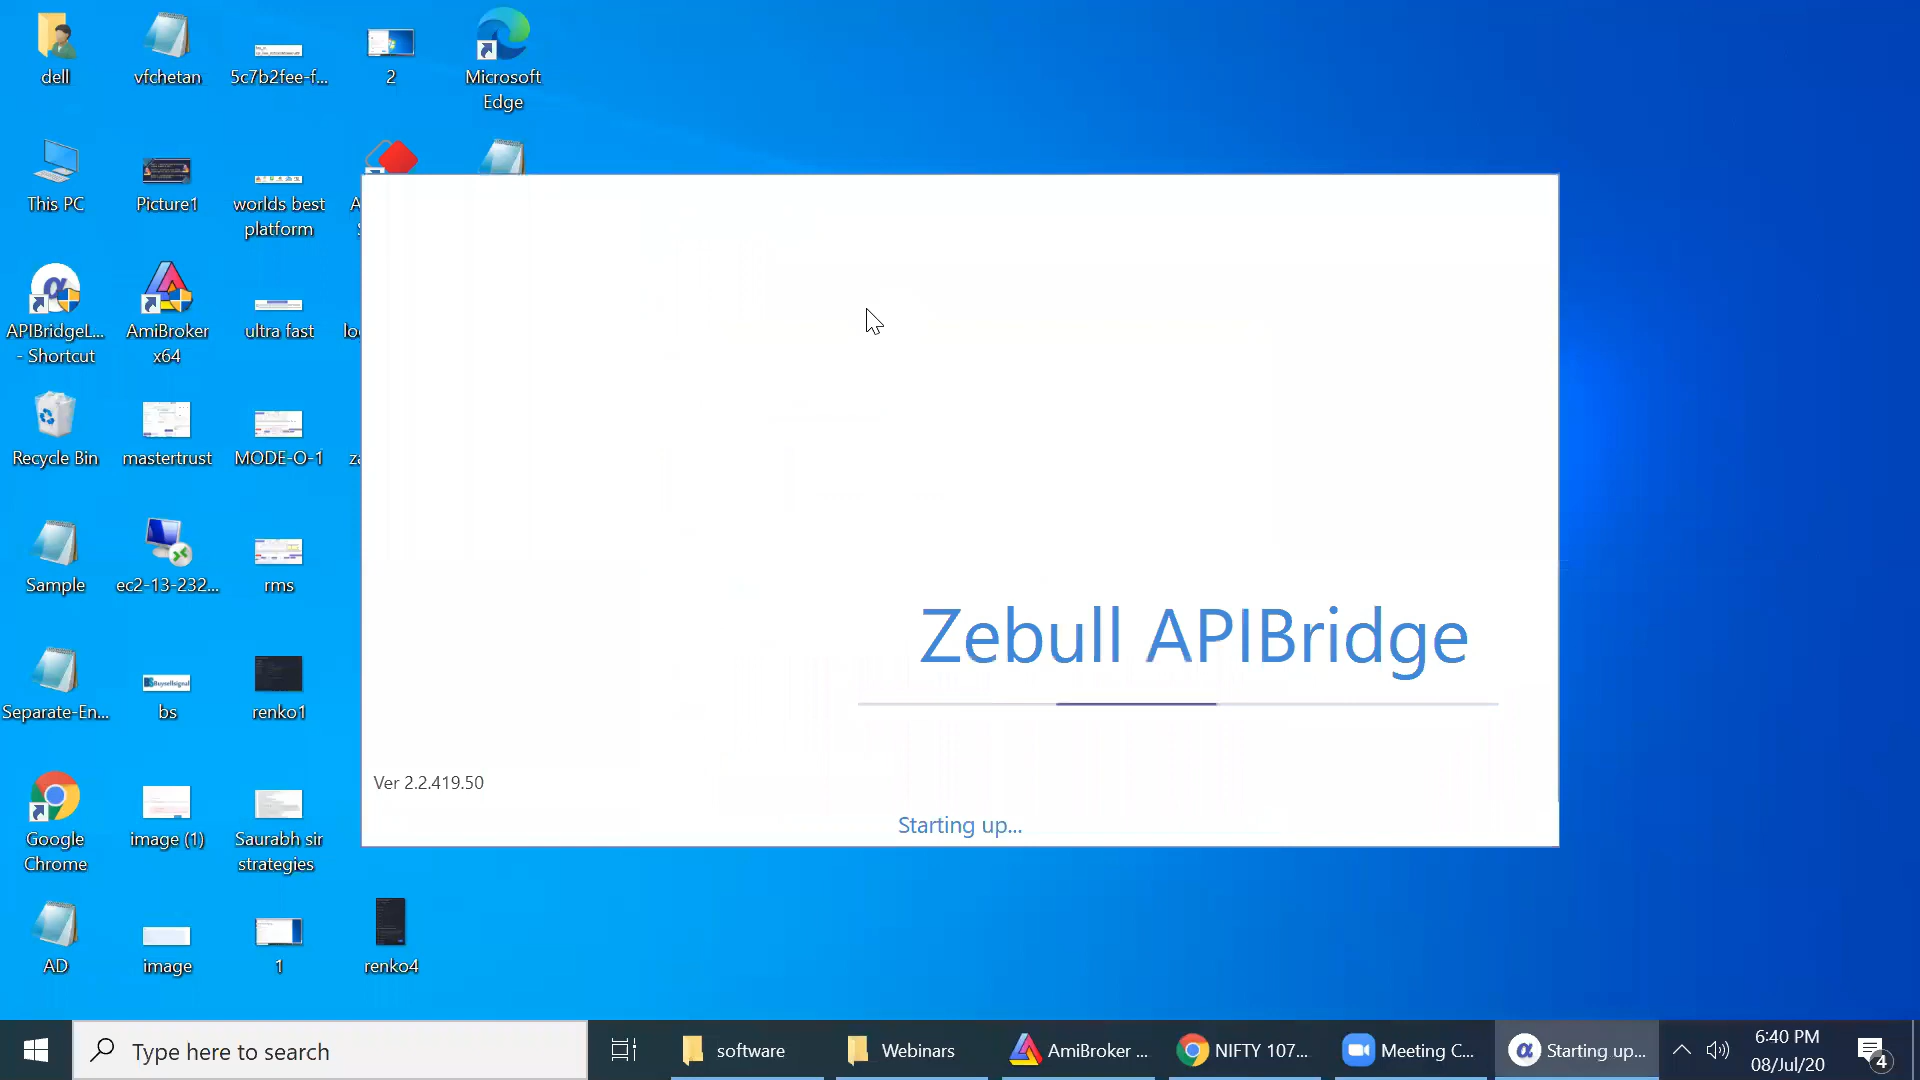 dell
vfchetan
5c7b2fee-f...
2
Microsoft
Edge
This PC
Picture1
worlds best
platform
APIBridgeL...
- Shortcut
AmiBroker
x64
ultra fast
Recycle Bin
mastertrust
MODE-O-1
Sample
ec2-13-232...
rms
Separate-En...
bs
renko1
Google
Chrome
image (1)
Saurabh sir
strategies
AD
image
1
renko4
Zebull APIBridge
Ver 2.2.419.50
Starting up...
Type here to search
software
Webinars
AmiBroker ...
NIFTY 107...
Meeting C...
Starting up...
6:40 PM
08/Jul/20
4